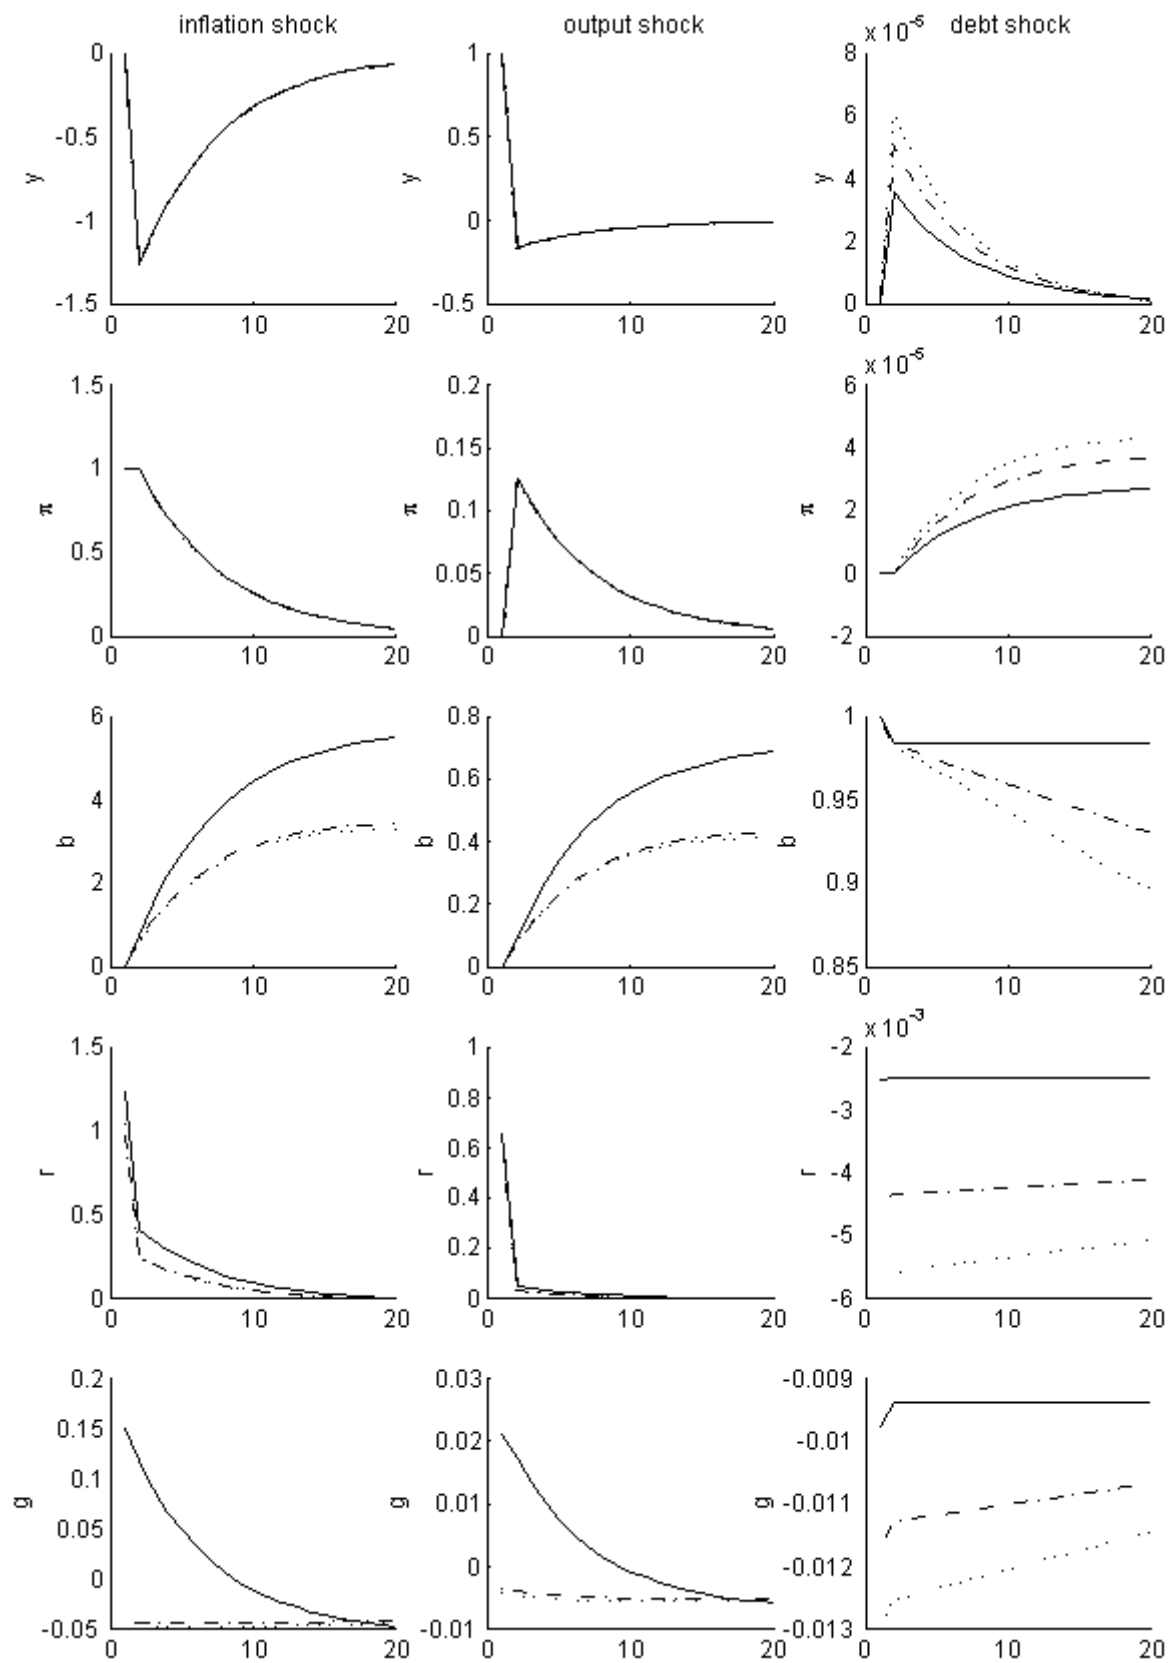 inflation shock
output shock
debt shock
0
-0.5
-1
-1.5
y
0 10 20
1
0.5
0
-0.5
y
0 10 20
x 10^-5
8
6
4
2
0
y
0 10 20
1.5
1
0.5
0
π
0 10 20
0.2
0.15
0.1
0.05
0
π
0 10 20
x 10^-5
6
4
2
0
-2
π
0 10 20
6
4
2
0
b
0 10 20
0.8
0.6
0.4
0.2
0
b
0 10 20
1
0.95
0.9
0.85
b
0 10 20
1.5
1
0.5
0
r
0 10 20
1
0.8
0.6
0.4
0.2
0
r
0 10 20
x 10^-3
-2
-3
-4
-5
-6
r
0 10 20
0.2
0.15
0.1
0.05
0
-0.05
g
0 10 20
0.03
0.02
0.01
0
-0.01
g
0 10 20
-0.009
-0.01
-0.011
-0.012
-0.013
g
0 10 20